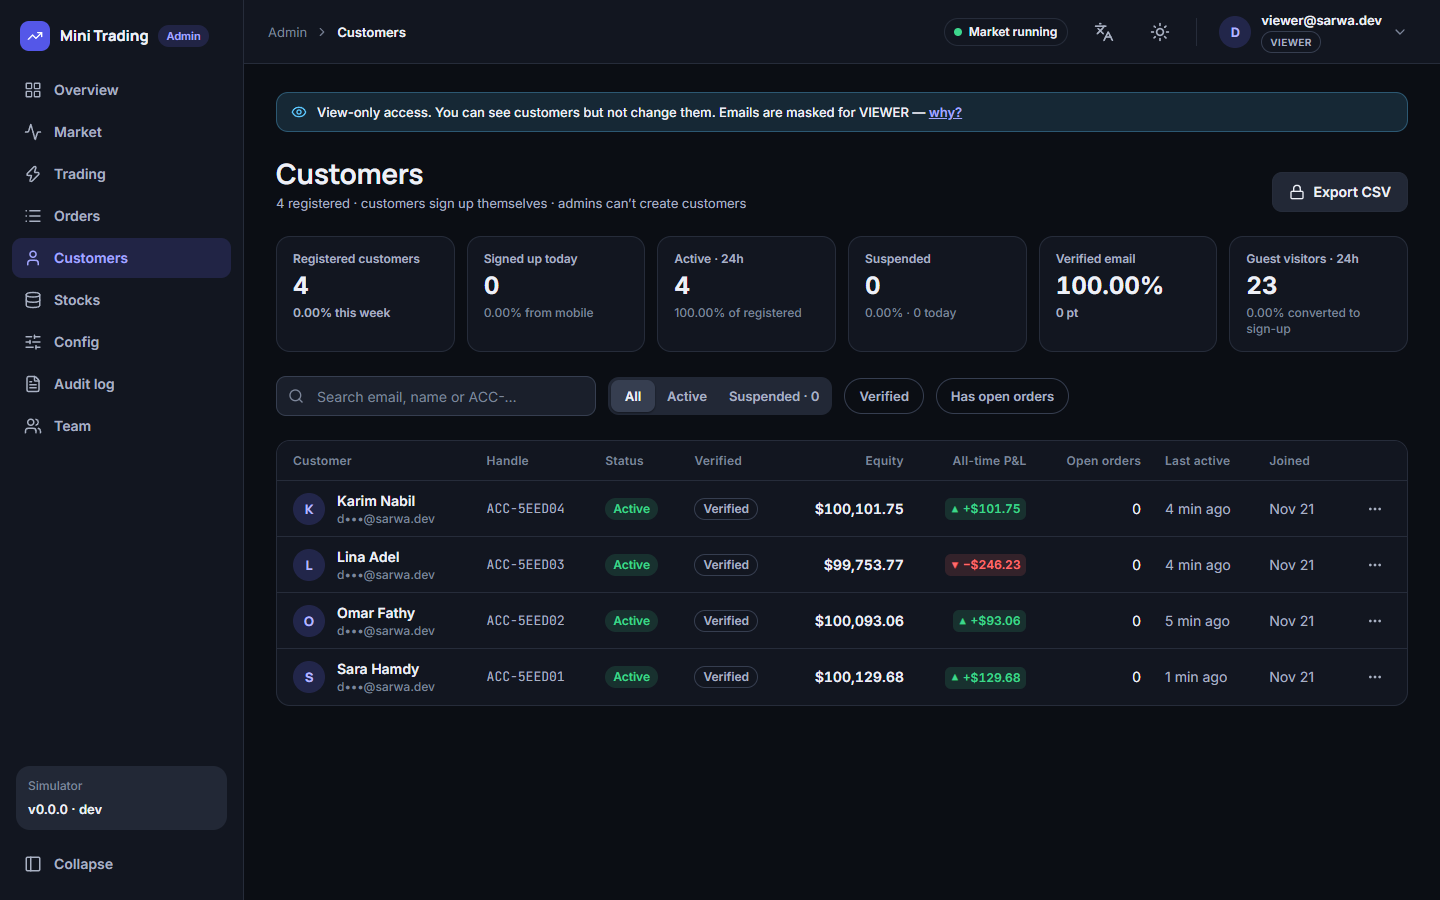 Mini Trading Admin
Overview
Market
Trading
Orders
Customers
Stocks
Config
Audit log
Team
Simulator
v0.0.0 · dev
Collapse
Admin > Customers
Market running
D
viewer@sarwa.dev
VIEWER
View-only access. You can see customers but not change them. Emails are masked for VIEWER — why?
Customers
4 registered · customers sign up themselves · admins can't create customers
Export CSV
Registered customers
4
0.00% this week
Signed up today
0
0.00% from mobile
Active · 24h
4
100.00% of registered
Suspended
0
0.00% · 0 today
Verified email
100.00%
0 pt
Guest visitors · 24h
23
0.00% converted to
sign-up
Search email, name or ACC-...
All Active Suspended · 0 Verified Has open orders
Customer Handle Status Verified Equity All-time P&L Open orders Last active Joined
K Karim Nabil ACC-5EED04 Active Verified $100,101.75 ▲ +$101.75 0 4 min ago Nov 21 ···
d•••@sarwa.dev
L Lina Adel ACC-5EED03 Active Verified $99,753.77 ▼ −$246.23 0 4 min ago Nov 21 ···
d•••@sarwa.dev
O Omar Fathy ACC-5EED02 Active Verified $100,093.06 ▲ +$93.06 0 5 min ago Nov 21 ···
d•••@sarwa.dev
S Sara Hamdy ACC-5EED01 Active Verified $100,129.68 ▲ +$129.68 0 1 min ago Nov 21 ···
d•••@sarwa.dev